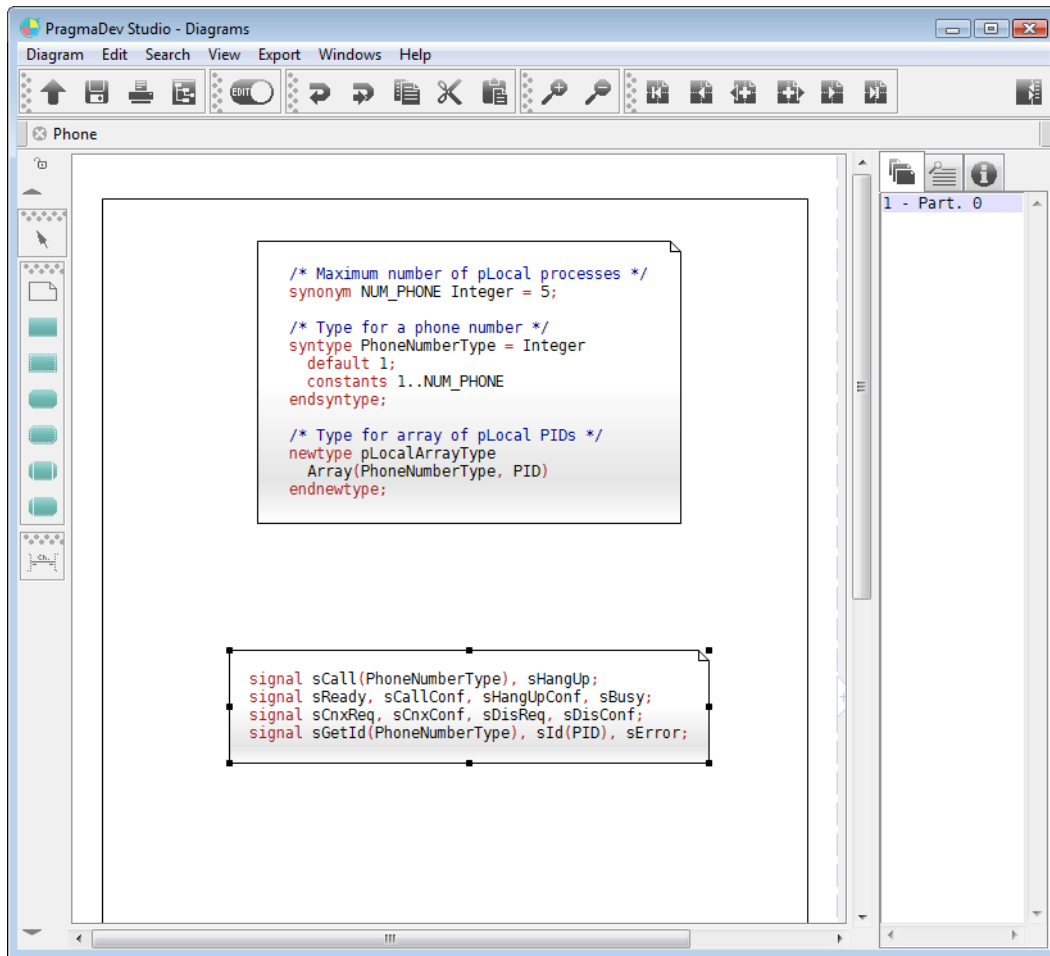 PragmaDev Studio - Diagrams
Diagram Edit Search View Export Windows Help
EDIT
Phone
1 - Part. 0
/* Maximum number of pLocal processes */
synonym NUM_PHONE Integer = 5;
/* Type for a phone number */
syntype PhoneNumberType = Integer
default 1;
constants 1..NUM_PHONE
endsyntype;
/* Type for array of pLocal PIDs */
newtype pLocalArrayType
Array(PhoneNumberType, PID)
endnewtype;
Ch.
signal sCall(PhoneNumberType), sHangUp;
signal sReady, sCallConf, sHangUpConf, sBusy;
signal sCnxReq, sCnxConf, sDisReq, sDisConf;
signal sGetId(PhoneNumberType), sId(PID), sError;